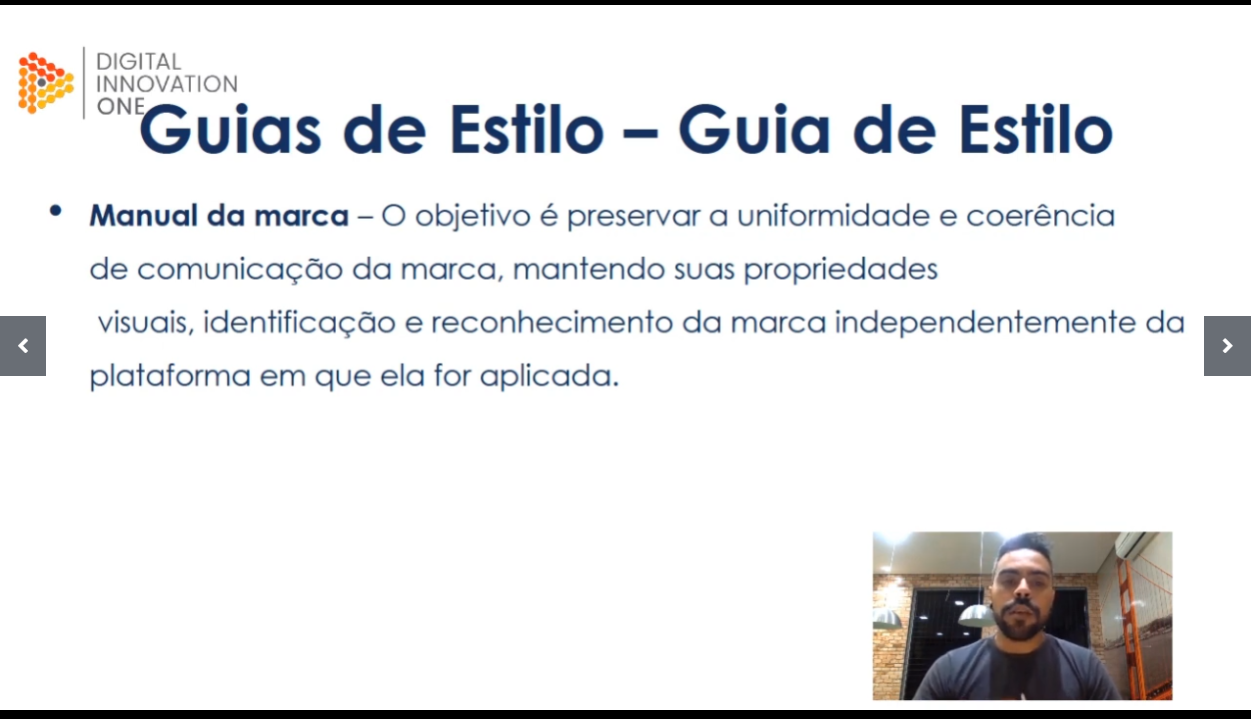 DIGITAL
INNOVATION
ONE
Guias de Estilo – Guia de Estilo
• Manual da marca – O objetivo é preservar a uniformidade e coerência
de comunicação da marca, mantendo suas propriedades
visuais, identificação e reconhecimento da marca independentemente da
plataforma em que ela for aplicada.